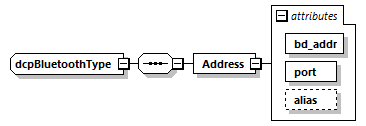 attributes
bd_addr
dcpBluetoothType
Address
port
alias